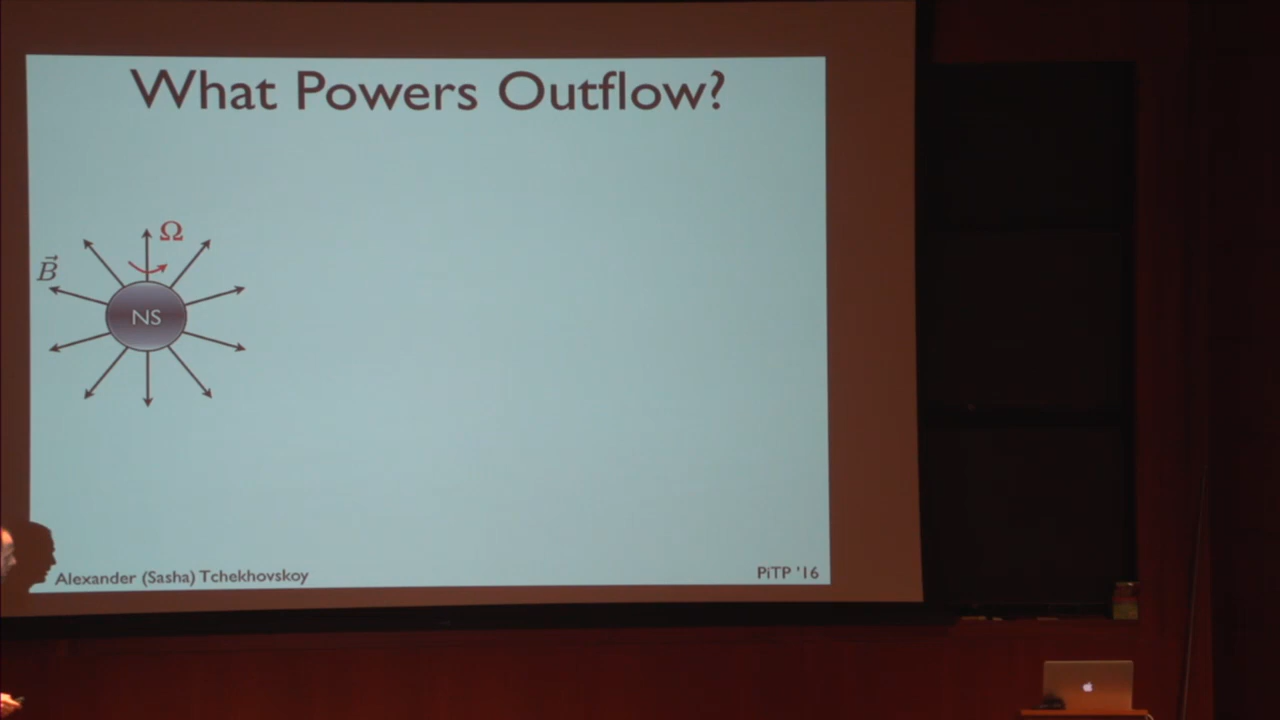 What Powers Outflow?
Ω
B⃗
NS
Alexander (Sasha) Tchekhovskoy
PiTP '16